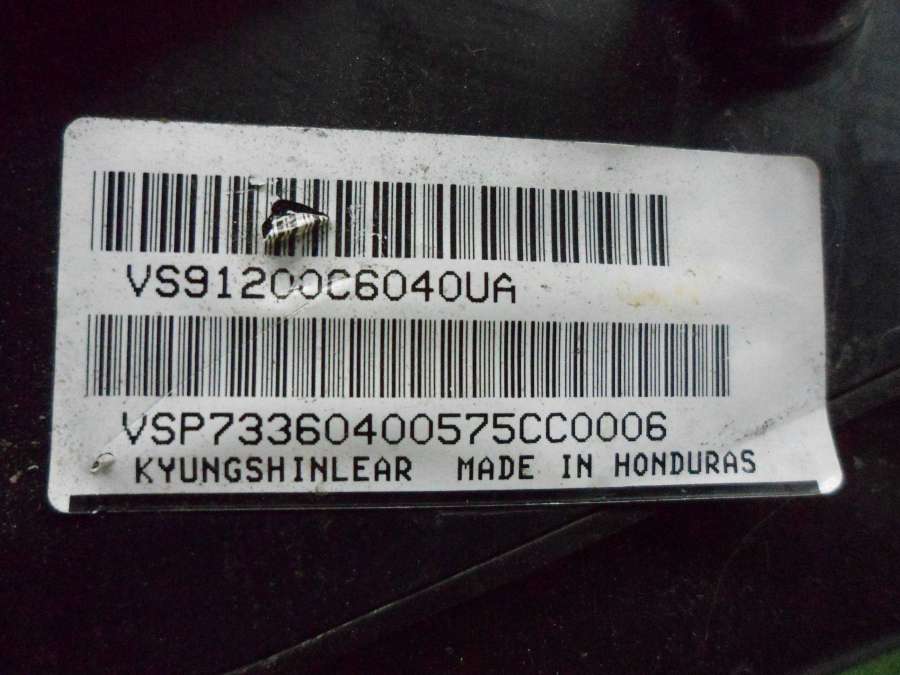 VS91200C6040UA
VSP73360400575CC0006
KYUNGSHINLEAR MADE IN HONDURAS